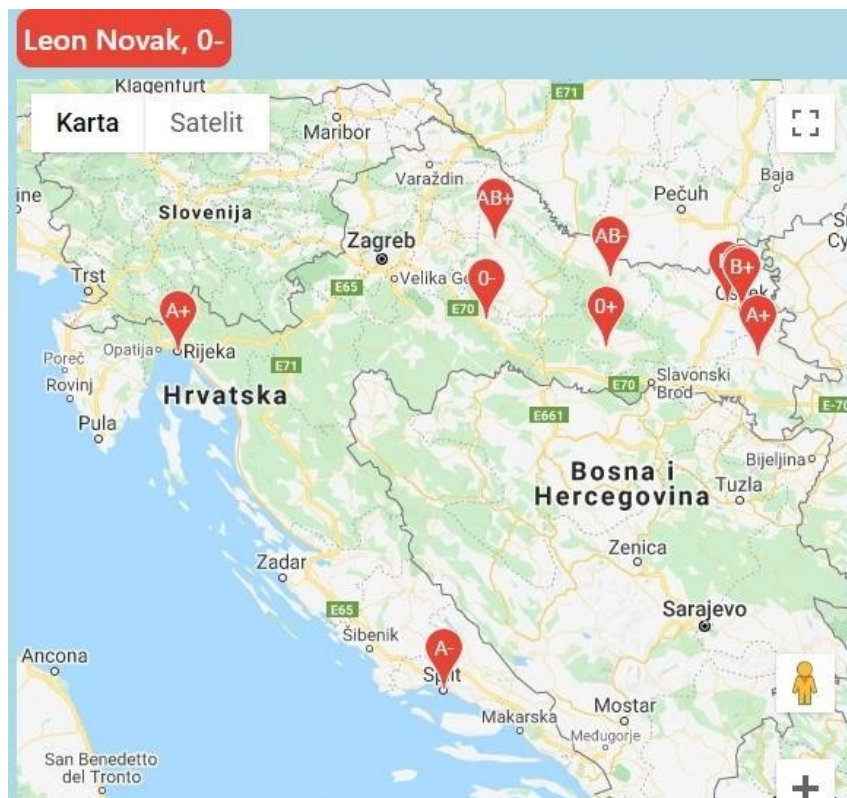 Leon Novak, 0-
Klagenfurt
Karta
Satelit
E71
Maribor
Varaždin
Baja
Pečuh
Slovenija
AB+
AB-
Zagreb
B+
Trst
Velika
0-
E65
E70
0+
A+
A+
Opatija
Rijeka
Poreč
E71
Rovinj
Hrvatska
E70
Slavonski
Brod
E-70
Pula
E661
Bosna i
Hercegovina
Bijeljina
Tuzla
Zadar
Zenica
E65
Sarajevo
Šibenik
A-
Split
Ancona
Mostar
Makarska
Međugorje
San Benedetto
del Tronto